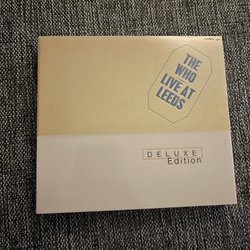 THE
WHO
LIVE AT
LEEDS
DELUXE
Edition